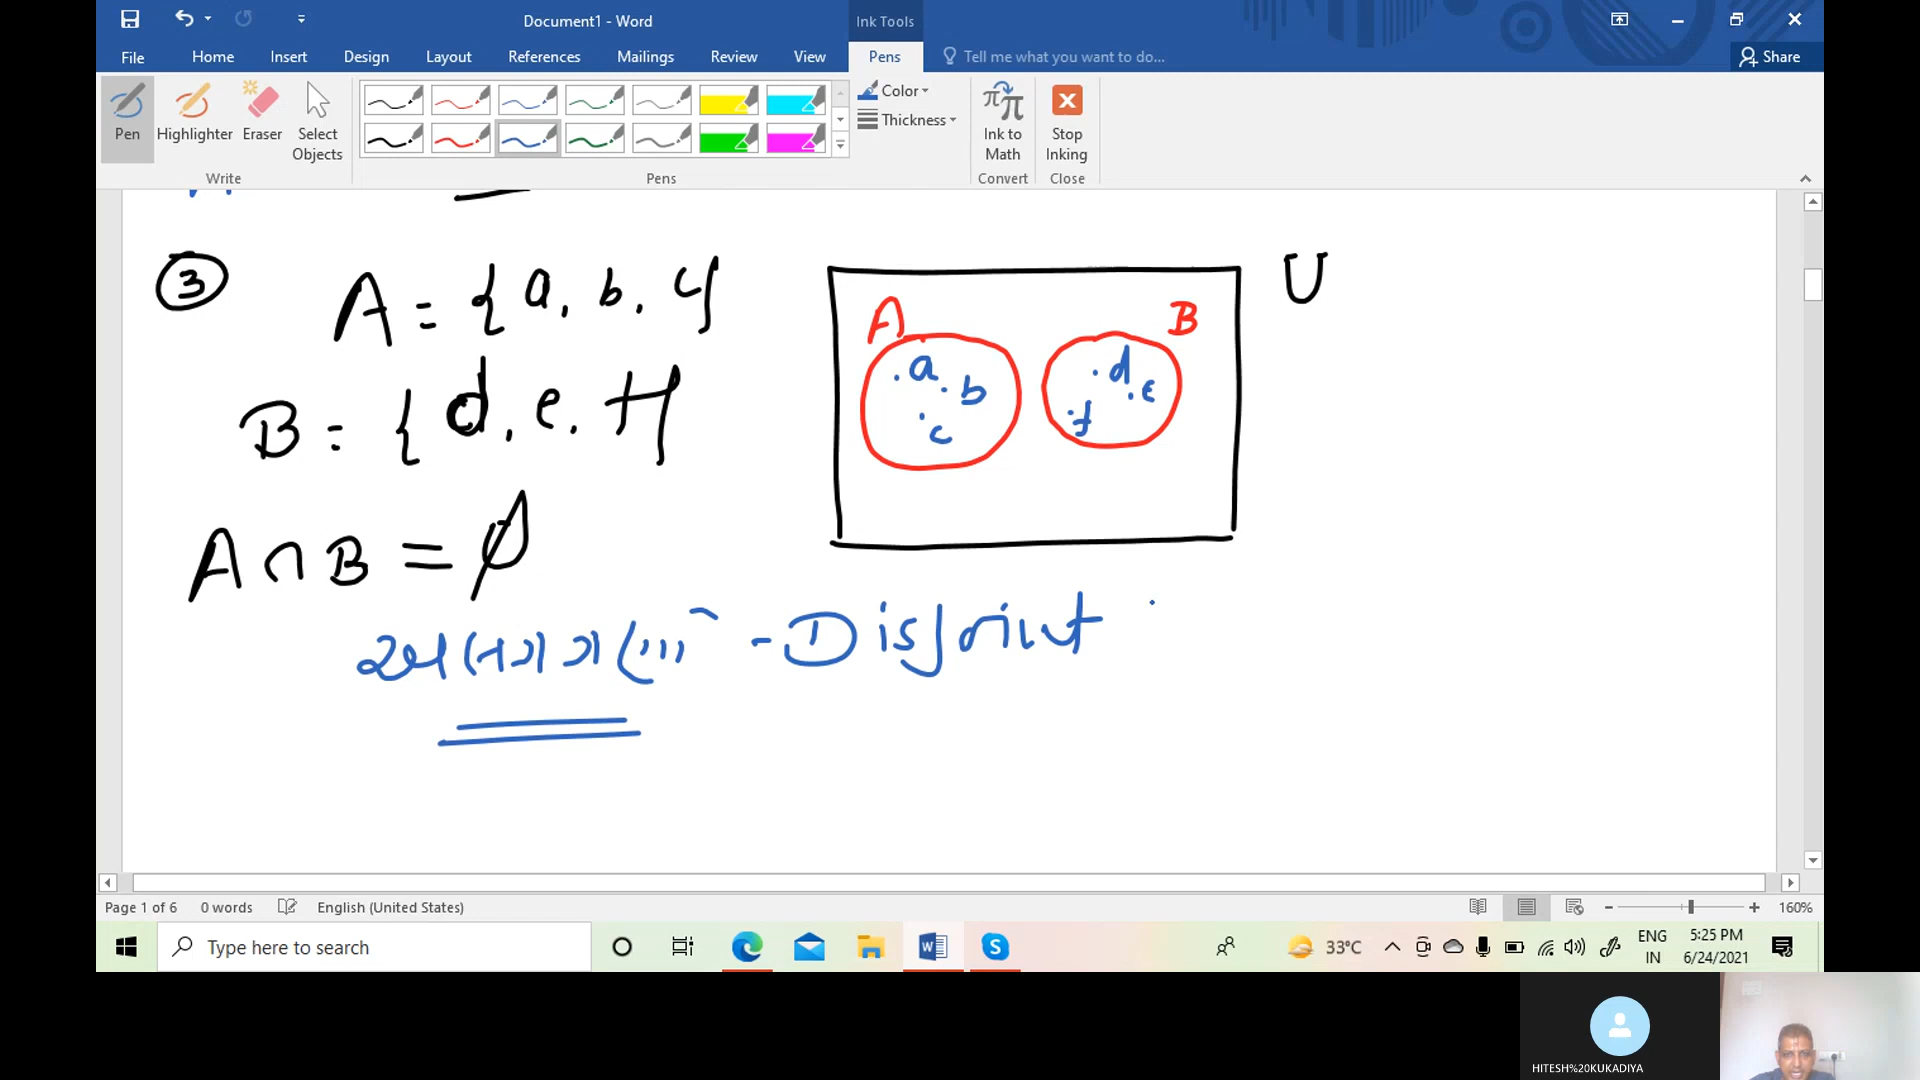 Document1 - Word
Ink Tools
File Home Insert Design Layout References Mailings Review View Pens Tell me what you want to do... Share
Pen Highlighter Eraser Select Objects
Color
Thickness
Ink to Math
Stop Inking
Write Pens Convert Close
3 A = { a, b, c } U
A B
a b c
d e f
B = { d, e, f }
A ∩ B = ∅
- Disjoint
Page 1 of 6 0 words English (United States) 160%
Type here to search 33°C ENG IN 5:25 PM 6/24/2021
HITESH%20KUKADIYA